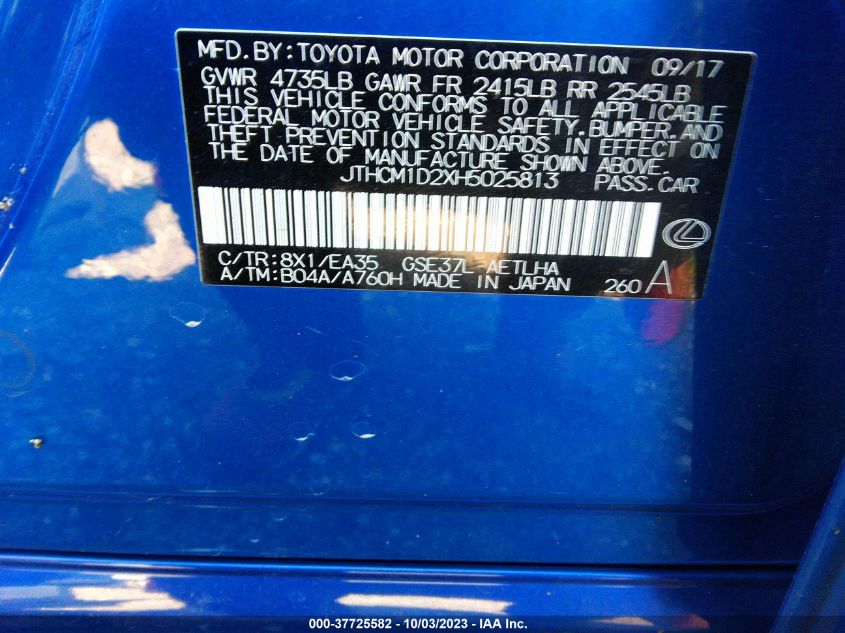 MFD. BY: TOYOTA MOTOR CORPORATION 09/17
GVWR 4735LB GAWR FR 2415LB RR 2545LB
THIS VEHICLE CONFORMS TO ALL APPLICABLE
FEDERAL MOTOR VEHICLE SAFETY, BUMPER, AND
THEFT PREVENTION STANDARDS IN EFFECT ON
THE DATE OF MANUFACTURE SHOWN ABOVE.
JTHCM1D2XH5025813 PASS. CAR
C/TR: 8X1/EA35 GSE37L-AETLHA
A/TM: B04A/A760H MADE IN JAPAN 260 A
000-37725582 - 10/03/2023 - IAA Inc.